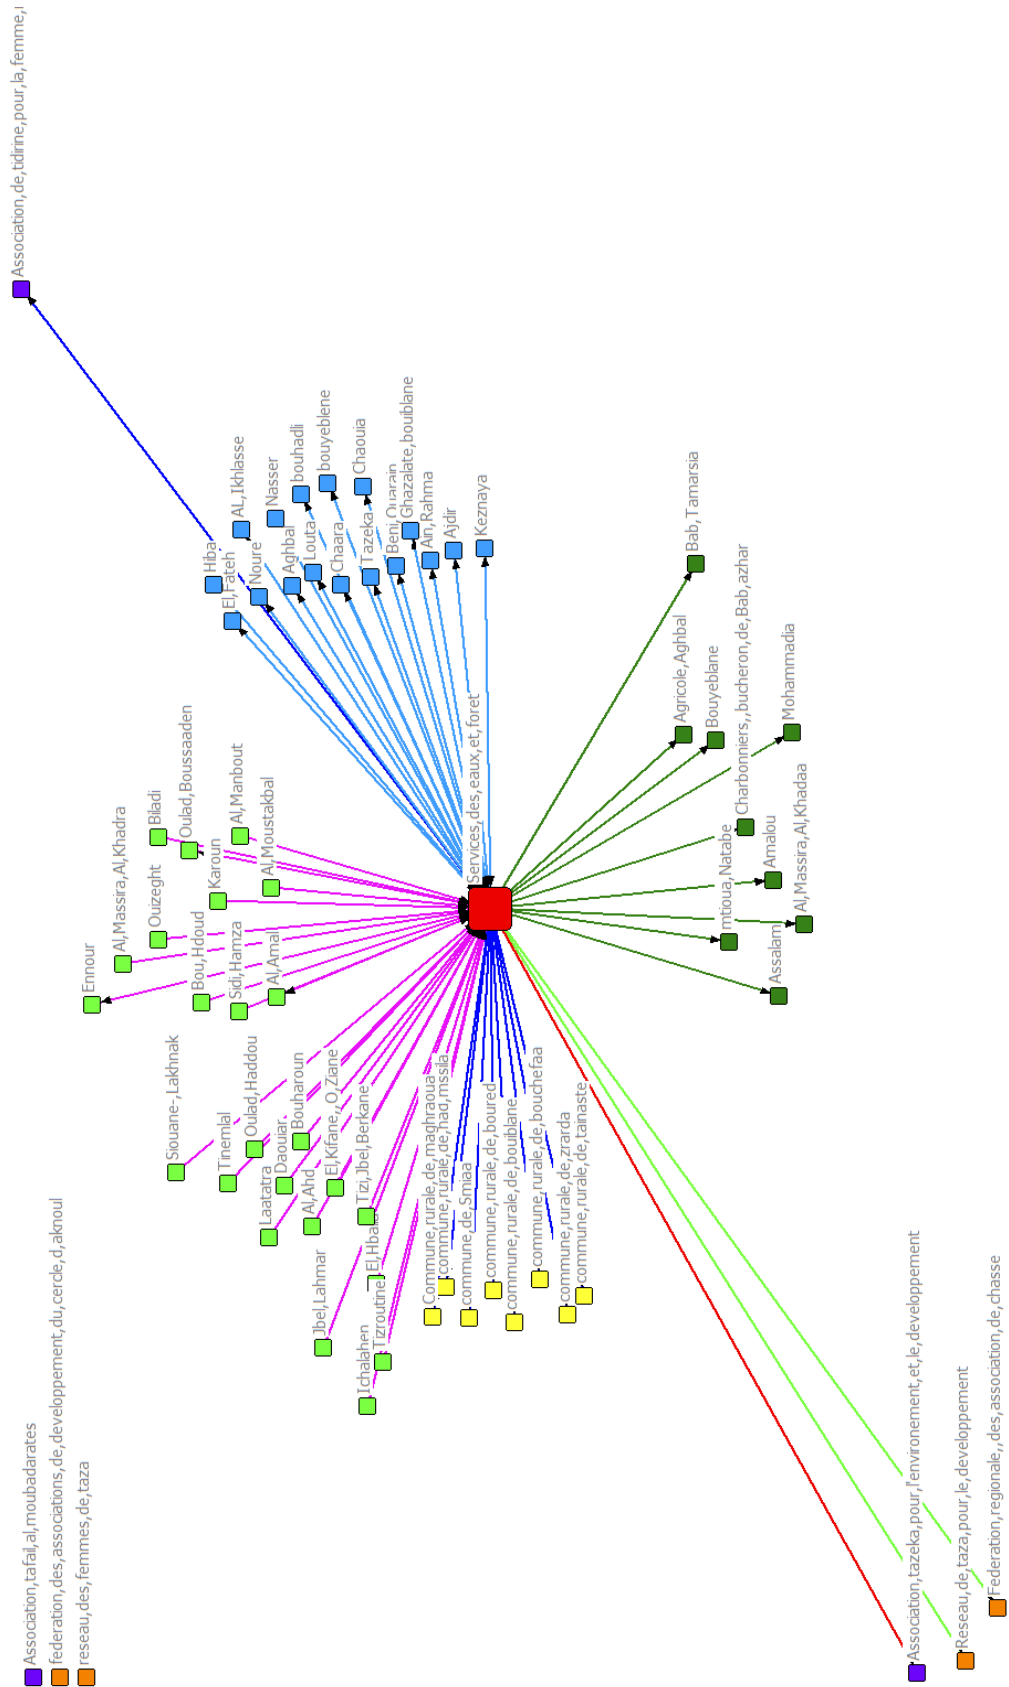 Association,tafail,al,moubadarates
federation,des,associations,de,developpement,du,cercle,d,aknoul
reseau,des,femmes,de,taza
Association,de,tidirine,pour,la,femme,
Ennour
Al,Massira,Al,Khadra
Ouizeght
Biladi
Oulad,Boussaaden
Karoun
Al,Manbout
Al,Moustakbal
Bou,Hdoud
Sidi,Hamza
Al,Amal
Siouane-,Lakhnak
Tinemlal
Oulad,Haddou
Laatatra
Daouiar
Bouharoun
Al,Ahd
El,Kifane,,O,Ziane
Tizi,Jbel,Berkane
Jbel,Lahmar
Tizroutine
Ichalahen
Hiba
El,Fateh
AL,Ikhlasse
Noure
Nasser
Aghbal
bouhadli
Louta
bouyeblene
Chaara
Chaouia
Tazeka
Beni,Ouarain
Ghazalate,bouiblane
Ain,Rahma
Ajdir
Keznaya
Services,des,eaux,et,foret
Commune,rurale,de,maghraoua
commune,rurale,de,had,mssila
commune,de,Smiaa
commune,rurale,de,boured
commune,rurale,de,bouiblane
commune,rurale,de,bouchefaa
commune,rurale,de,zrarda
commune,rurale,de,tainaste
Bab,Tamarsia
Agricole,Aghbal
Bouyeblane
Charbonniers,,bucheron,de,Bab,azhar
Mohammadia
mtioua,Natabe
Amalou
Al,Massira,Al,Khadaa
Assalam
Association,tazeka,pour,l'environement,et,le,developpement
Reseau,de,taza,pour,le,developpement
Federation,regionale,,des,association,de,chasse